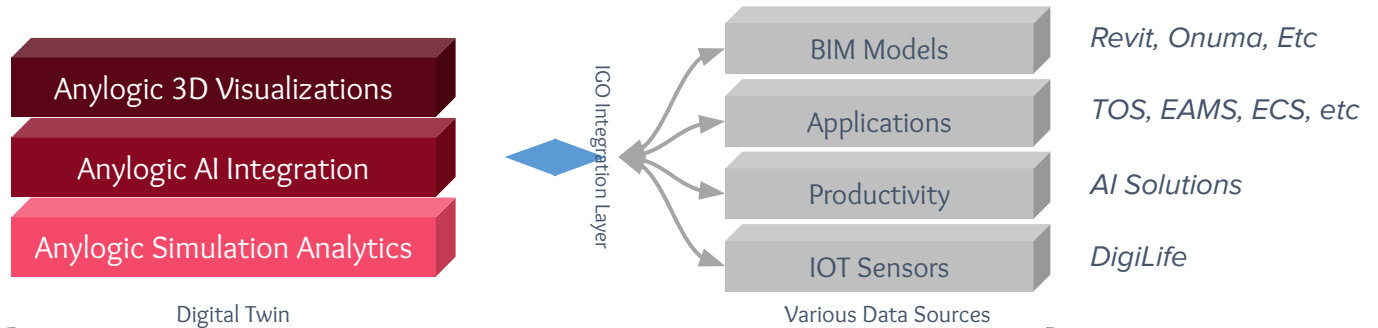 Anylogic 3D Visualizations
Anylogic AI Integration
Anylogic Simulation Analytics
Digital Twin
IGO Integration Layer
BIM Models
Applications
Productivity
IOT Sensors
Various Data Sources
Revit, Onuma, Etc
TOS, EAMS, ECS, etc
AI Solutions
DigiLife